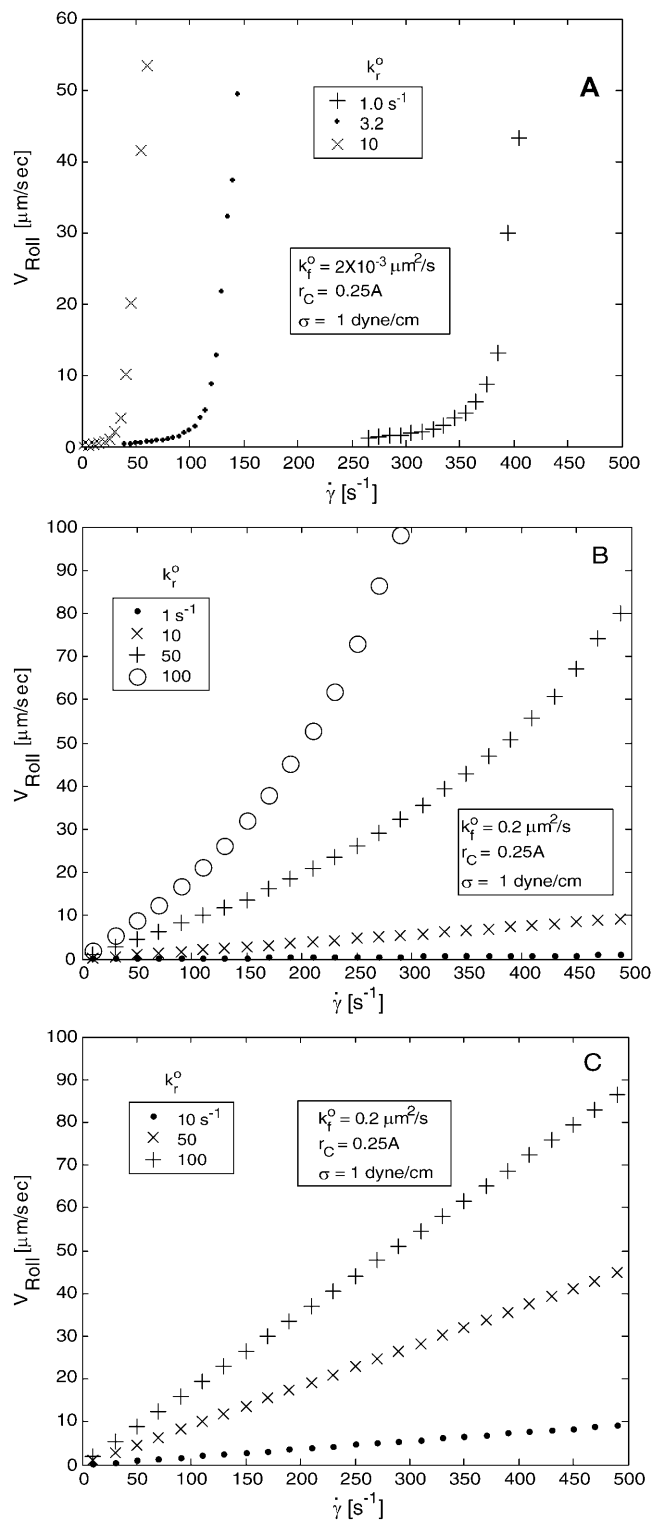 A
60
50
40
30
20
10
0
V_Roll [μm/sec]
k_r^o
+ 1.0 s⁻¹
• 3.2
× 10
k_f^o = 2X10⁻³ μm²/s
r_C = 0.25A
σ = 1 dyne/cm
0 50 100 150 200 250 300 350 400 450 500
γ̇ [s⁻¹]
B
100
90
80
70
60
50
40
30
20
10
0
V_Roll [μm/sec]
k_r^o
• 1 s⁻¹
× 10
+ 50
○ 100
k_f^o = 0.2 μm²/s
r_C = 0.25A
σ = 1 dyne/cm
0 50 100 150 200 250 300 350 400 450 500
γ̇ [s⁻¹]
C
100
90
80
70
60
50
40
30
20
10
0
V_Roll [μm/sec]
k_r^o
• 10 s⁻¹
× 50
+ 100
k_f^o = 0.2 μm²/s
r_C = 0.25A
σ = 1 dyne/cm
0 50 100 150 200 250 300 350 400 450 500
γ̇ [s⁻¹]